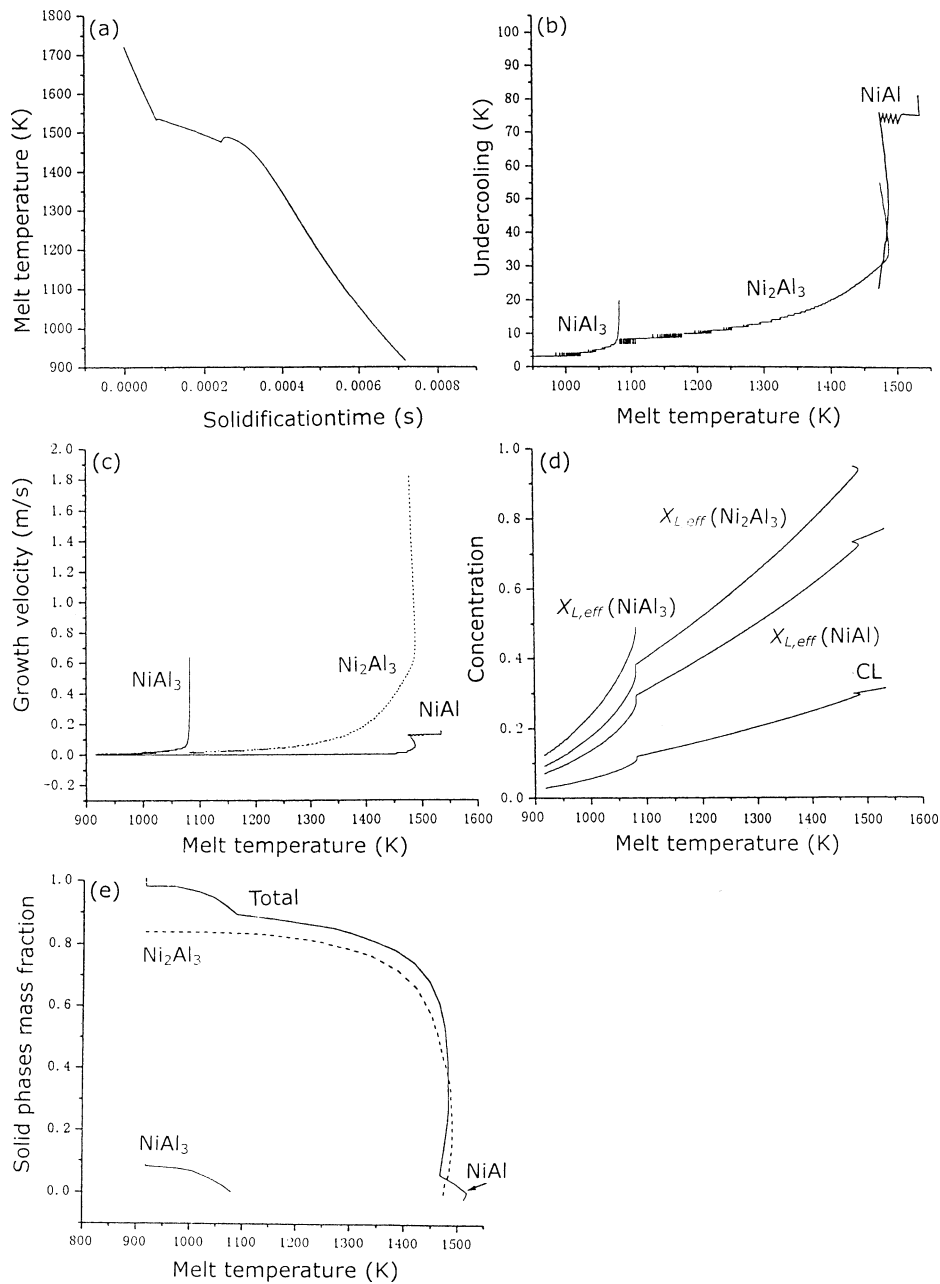 (a)
Melt temperature (K)
1800
1700
1600
1500
1400
1300
1200
1100
1000
900
0.0000 0.0002 0.0004 0.0006 0.0008
Solidificationtime (s)
(b)
Undercooling (K)
100
90
80
70
60
50
40
30
20
10
0
NiAl
Ni2Al3
NiAl3
1000 1100 1200 1300 1400 1500
Melt temperature (K)
(c)
Growth velocity (m/s)
2.0
1.8
1.6
1.4
1.2
1.0
0.8
0.6
0.4
0.2
0.0
-0.2
NiAl3
Ni2Al3
NiAl
900 1000 1100 1200 1300 1400 1500 1600
Melt temperature (K)
(d)
Concentration
1.0
0.8
0.6
0.4
0.2
0.0
XL,eff (Ni2Al3)
XL,eff (NiAl3)
XL,eff (NiAl)
CL
900 1000 1100 1200 1300 1400 1500 1600
Melt temperature (K)
(e)
Solid phases mass fraction
1.0
0.8
0.6
0.4
0.2
0.0
Total
Ni2Al3
NiAl3
NiAl
800 900 1000 1100 1200 1300 1400 1500
Melt temperature (K)